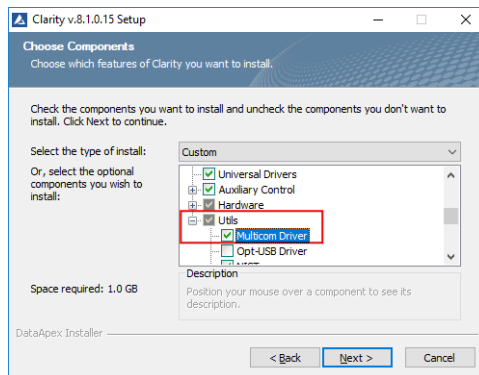 Clarity v.8.1.0.15 Setup
Choose Components
Choose which features of Clarity you want to install.
Check the components you want to install and uncheck the components you don't want to
install. Click Next to continue.
Select the type of install:
Custom
Or, select the optional
components you wish to
install:
Universal Drivers
Auxiliary Control
Hardware
Utils
Multicom Driver
Opt-USB Driver
NIST
Space required: 1.0 GB
Description
Position your mouse over a component to see its
description.
DataApex Installer
< Back
Next >
Cancel